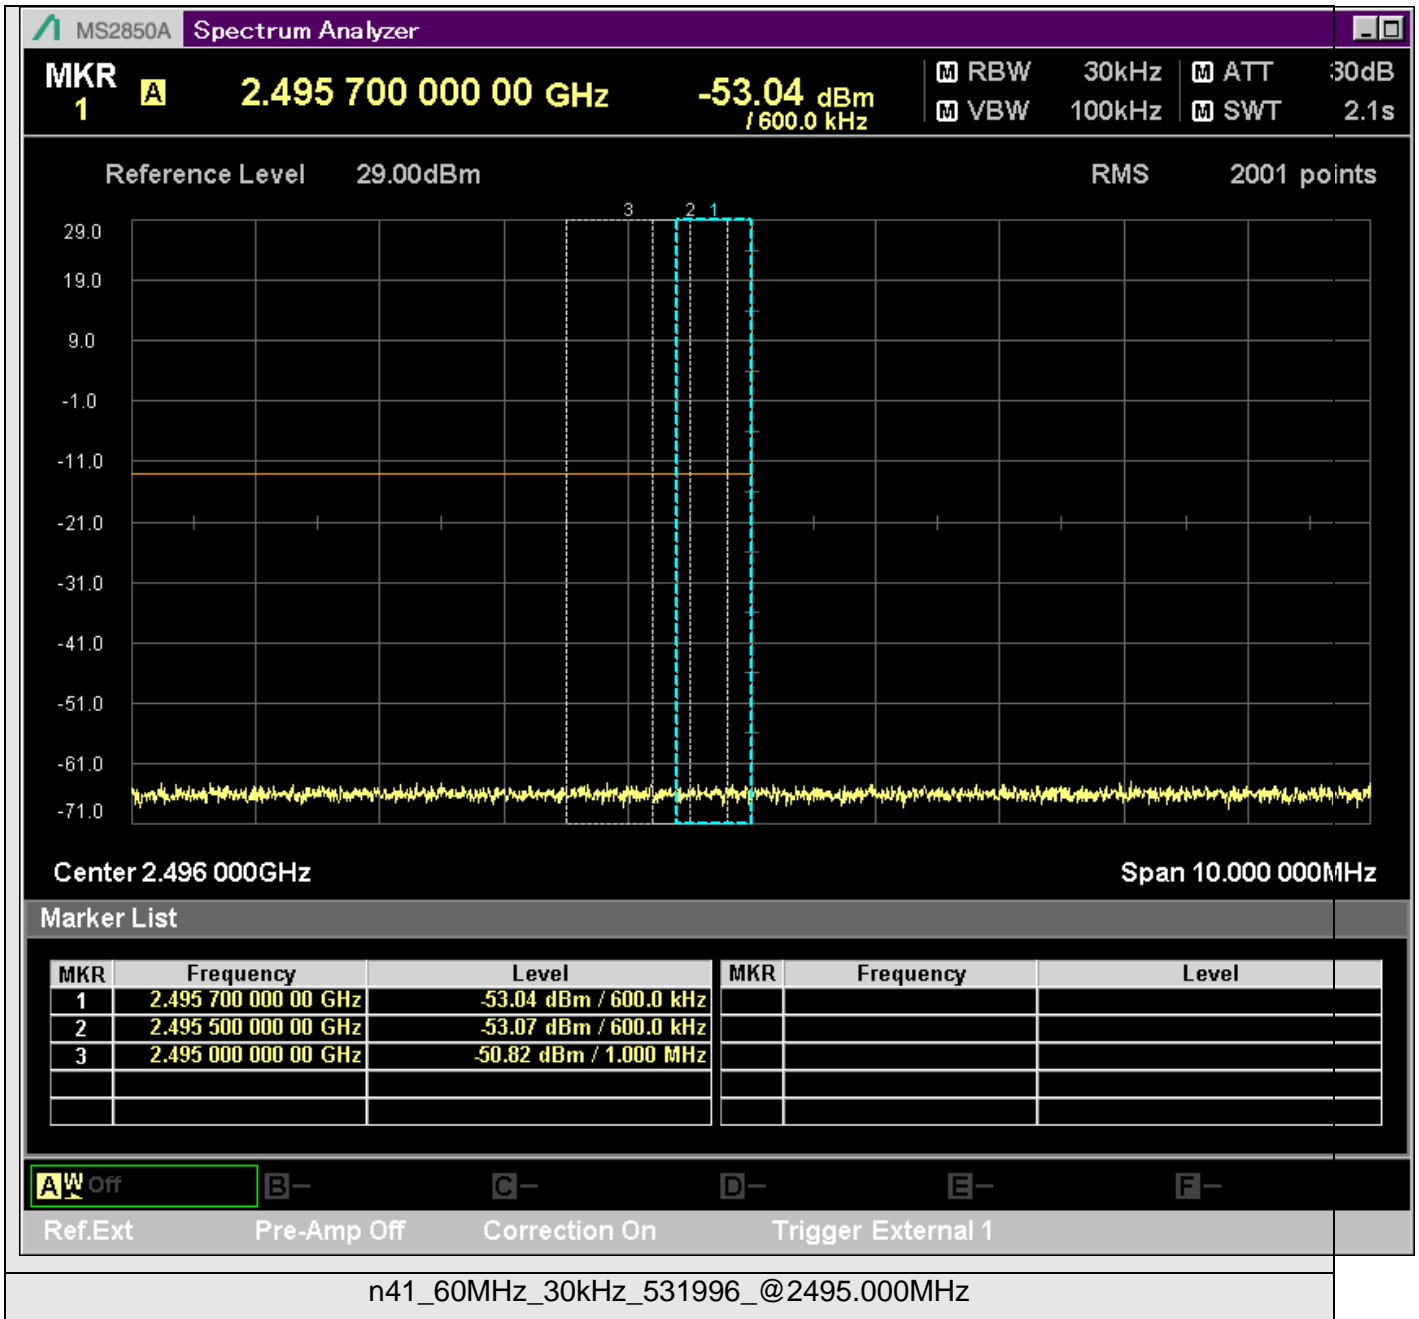 MS2850A Spectrum Analyzer
MKR 1 A 2.495 700 000 00 GHz -53.04 dBm / 600.0 kHz
M RBW 30kHz M ATT 30dB
M VBW 100kHz M SWT 2.1s
Reference Level 29.00dBm RMS 2001 points
3 2 1
29.0
19.0
9.0
-1.0
-11.0
-21.0
-31.0
-41.0
-51.0
-61.0
-71.0
Center 2.496 000GHz Span 10.000 000MHz
Marker List
MKR Frequency Level MKR Frequency Level
1 2.495 700 000 00 GHz -53.04 dBm / 600.0 kHz
2 2.495 500 000 00 GHz -53.07 dBm / 600.0 kHz
3 2.495 000 000 00 GHz -50.82 dBm / 1.000 MHz
A W Off B - C - D - E - F -
Ref.Ext Pre-Amp Off Correction On Trigger External 1
n41_60MHz_30kHz_531996_@2495.000MHz